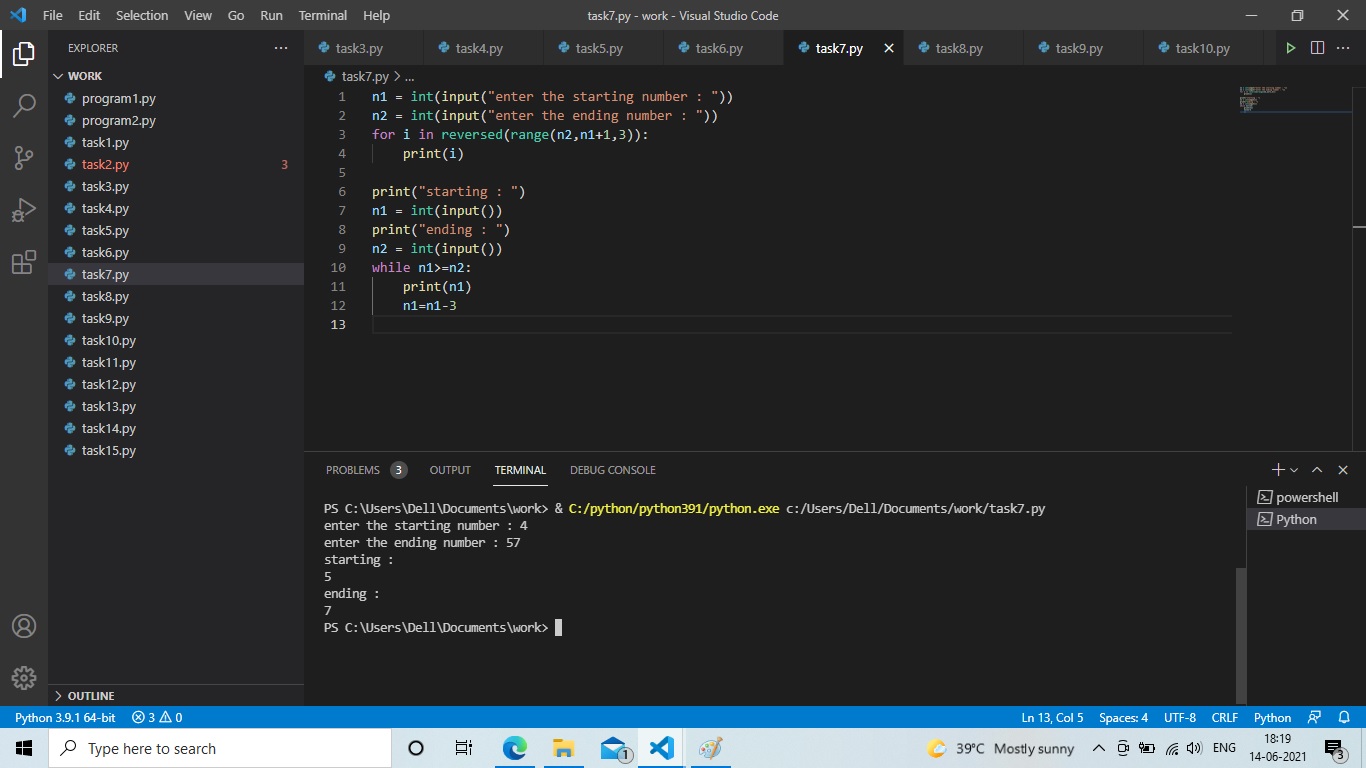 File Edit Selection View Go Run Terminal Help task7.py - work - Visual Studio Code
EXPLORER
WORK
program1.py
program2.py
task1.py
task2.py 3
task3.py
task4.py
task5.py
task6.py
task7.py
task8.py
task9.py
task10.py
task11.py
task12.py
task13.py
task14.py
task15.py
OUTLINE
task3.py task4.py task5.py task6.py task7.py task8.py task9.py task10.py
task7.py > ...
1 n1 = int(input("enter the starting number : "))
2 n2 = int(input("enter the ending number : "))
3 for i in reversed(range(n2,n1+1,3)):
4     print(i)
5
6 print("starting : ")
7 n1 = int(input())
8 print("ending : ")
9 n2 = int(input())
10 while n1>=n2:
11     print(n1)
12     n1=n1-3
13
PROBLEMS 3 OUTPUT TERMINAL DEBUG CONSOLE
PS C:\Users\Dell\Documents\work> & C:/python/python391/python.exe c:/Users/Dell/Documents/work/task7.py
enter the starting number : 4
enter the ending number : 57
starting :
5
ending :
7
PS C:\Users\Dell\Documents\work>
powershell
Python
Python 3.9.1 64-bit 3 0 Ln 13, Col 5 Spaces: 4 UTF-8 CRLF Python
Type here to search 1 39°C Mostly sunny ENG 18:19 3
14-06-2021